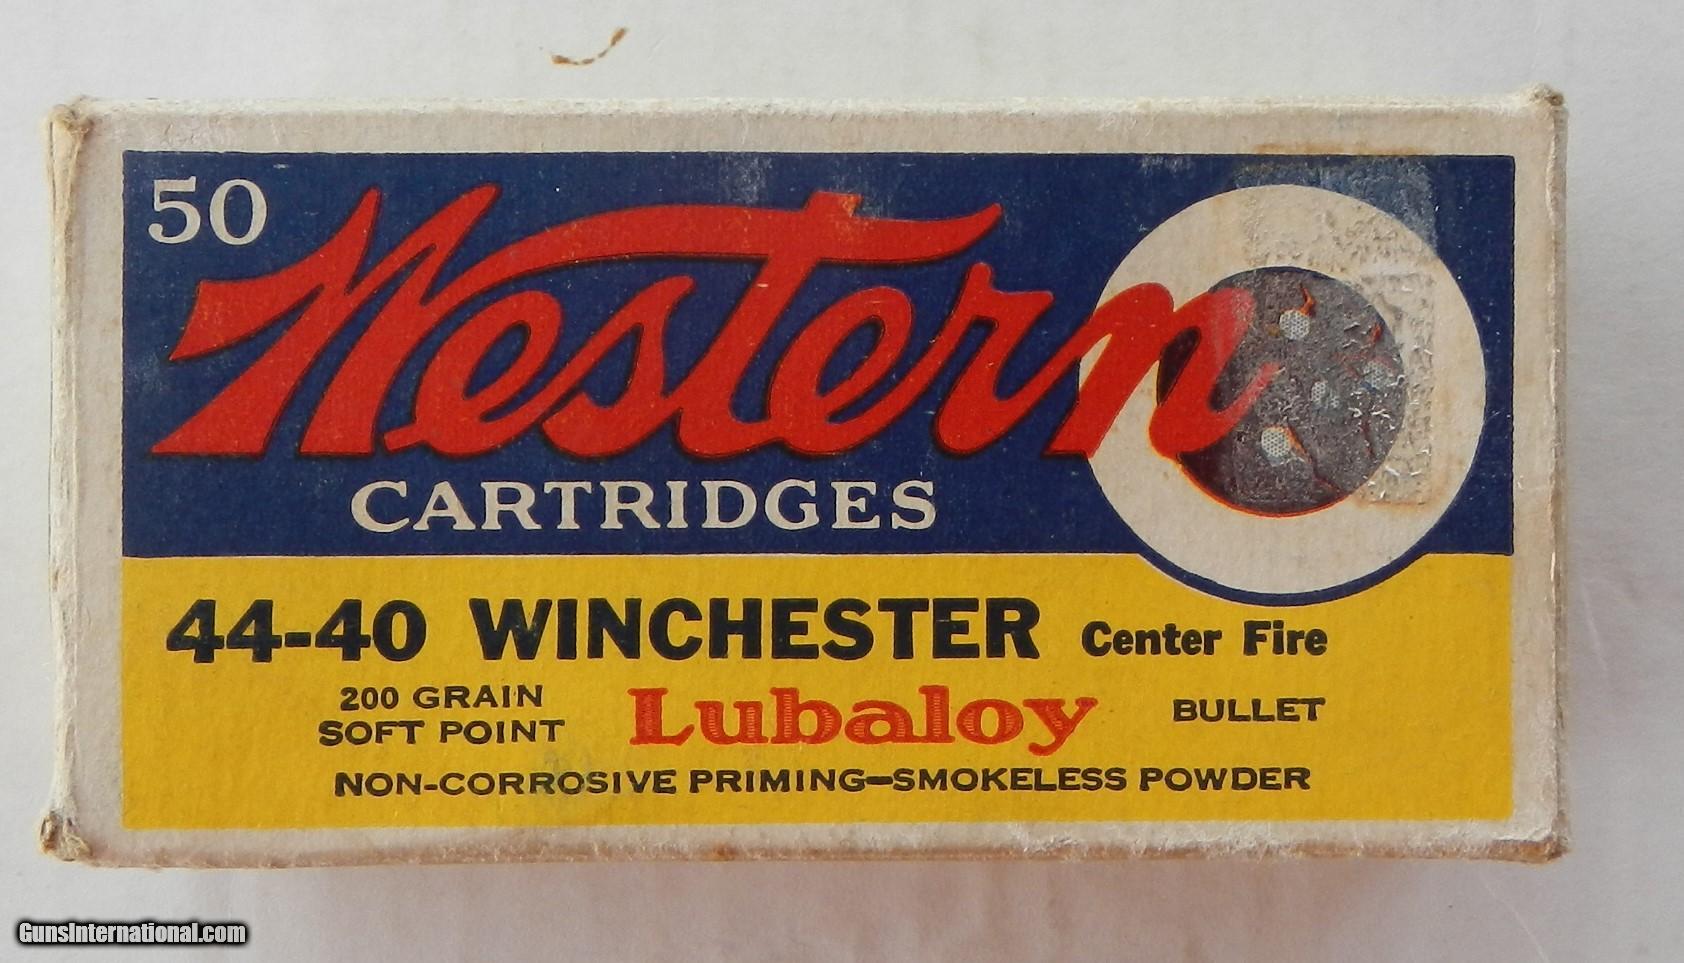 50
Western
CARTRIDGES
44-40 WINCHESTER Center Fire
200 GRAIN
SOFT POINT
Lubaloy
BULLET
NON-CORROSIVE PRIMING—SMOKELESS POWDER
GunsInternational.com